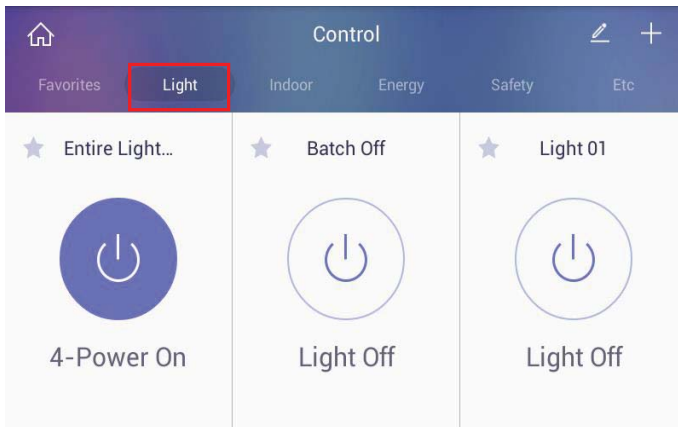 Control
Favorites Light Indoor Energy Safety Etc
Entire Light... Batch Off Light 01
4-Power On Light Off Light Off